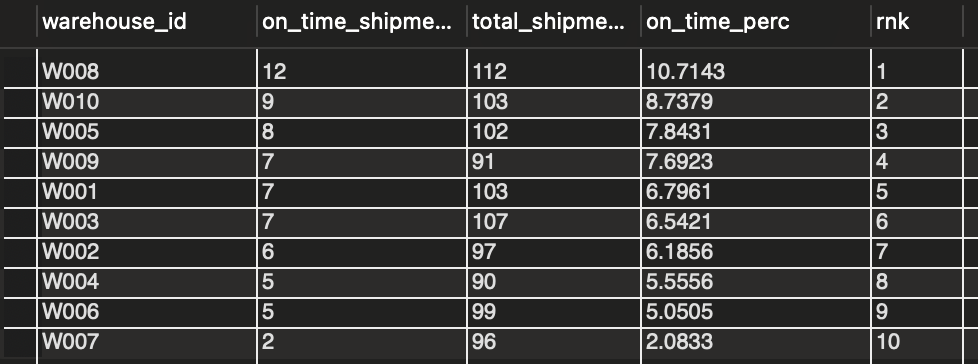 warehouse_id on_time_shipme... total_shipme... on_time_perc rnk
W008 12 112 10.7143 1
W010 9 103 8.7379 2
W005 8 102 7.8431 3
W009 7 91 7.6923 4
W001 7 103 6.7961 5
W003 7 107 6.5421 6
W002 6 97 6.1856 7
W004 5 90 5.5556 8
W006 5 99 5.0505 9
W007 2 96 2.0833 10